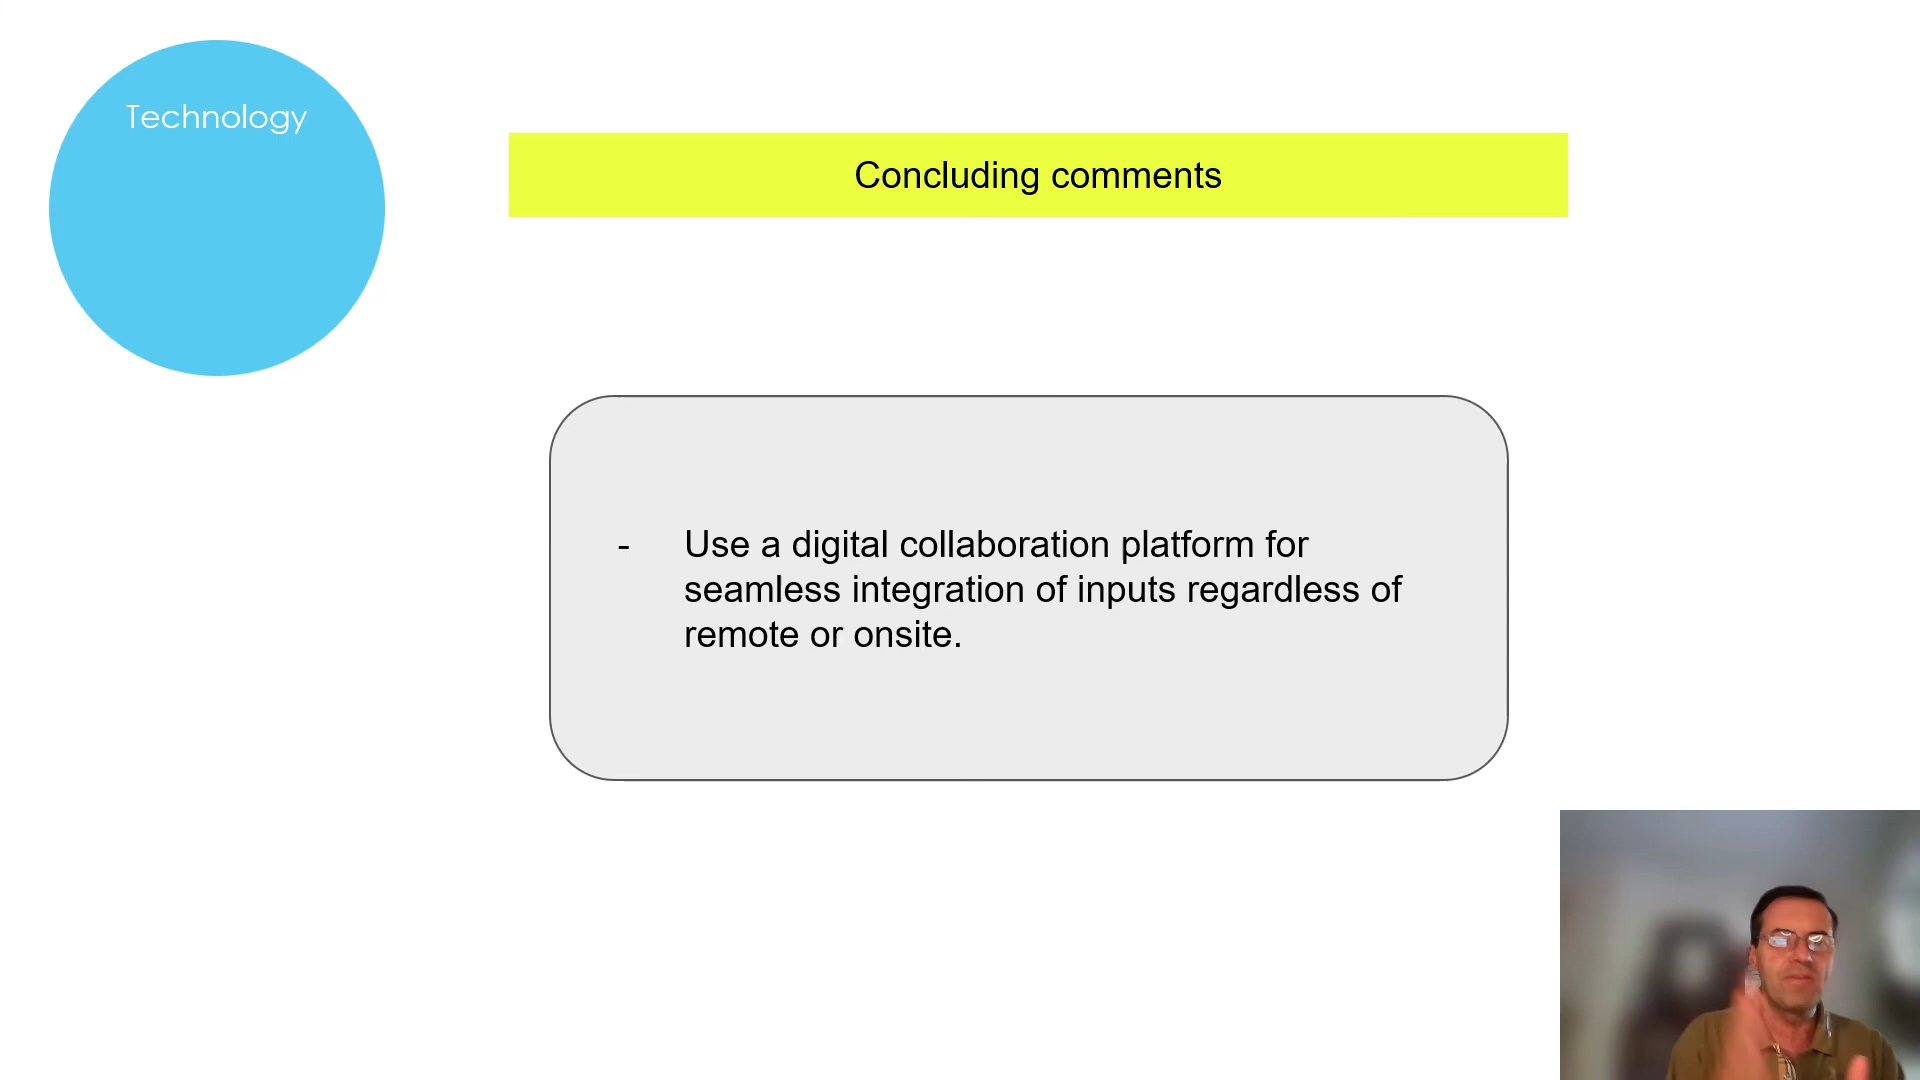 Technology
Concluding comments
- Use a digital collaboration platform for
seamless integration of inputs regardless of
remote or onsite.